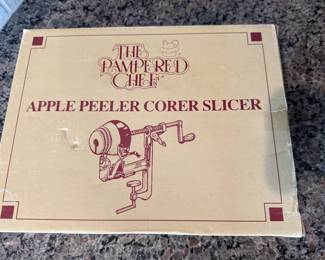 THE
PAMPERED
CHEF
APPLE PEELER CORER SLICER